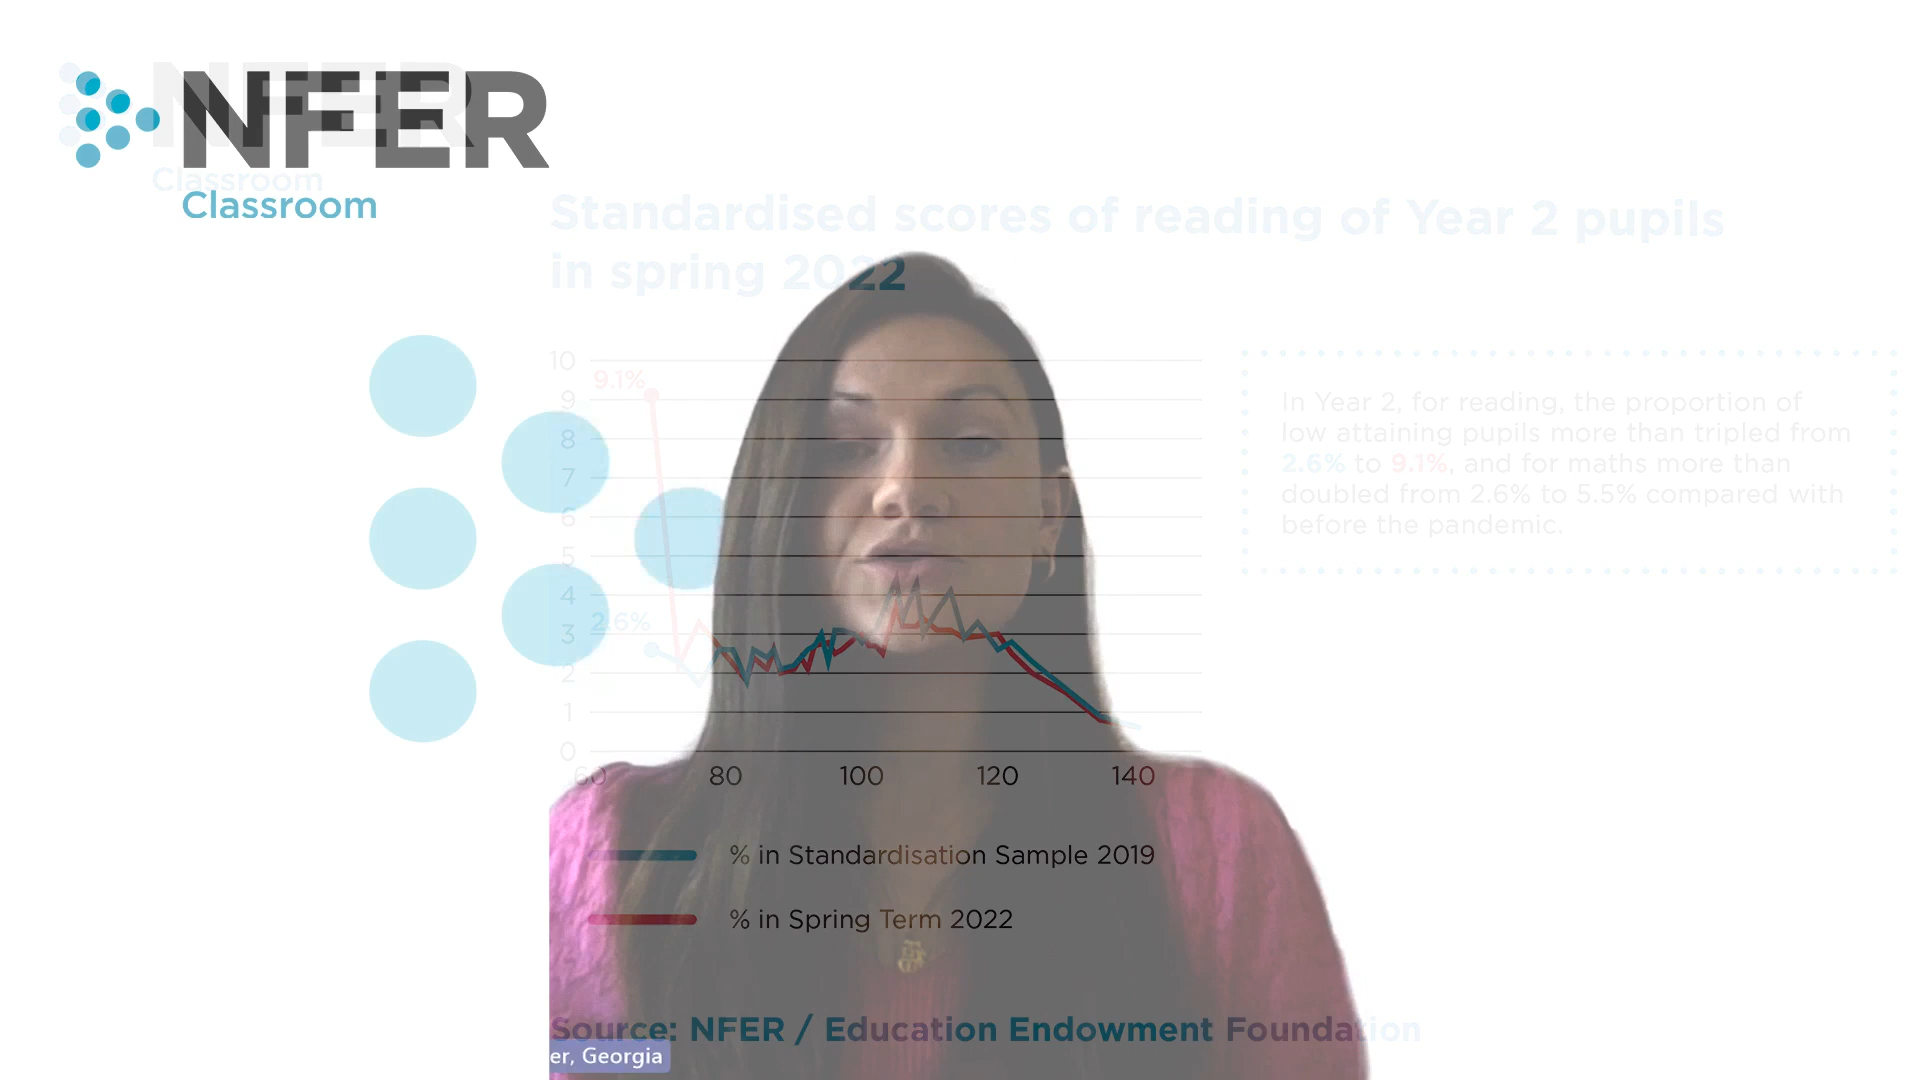 NFER
Classroom
NFER
Classroom
Standardised scores of reading of Year 2 pupils
in spring 2022
10
9.1%
9
8
7
6
5
4
2.6%
3
2
1
0
60
80
100
120
140
% in Standardisation Sample 2019
% in Spring Term 2022
In Year 2, for reading, the proportion of
low attaining pupils more than tripled from
2.6% to 9.1%, and for maths more than
doubled from 2.6% to 5.5% compared with
before the pandemic.
Source: NFER / Education Endowment Foundation
er, Georgia